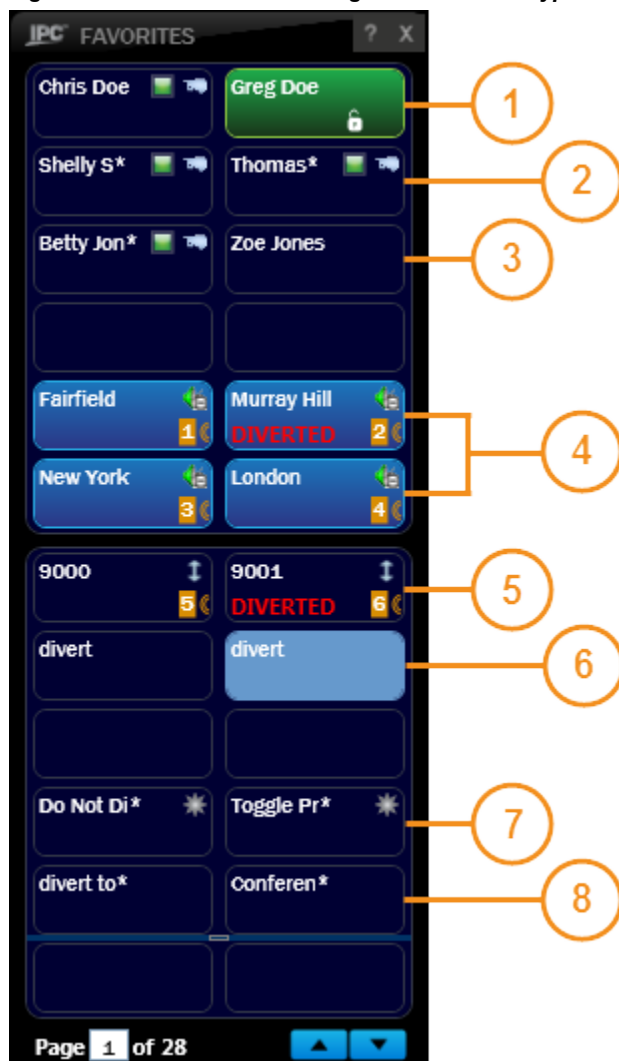 IPC FAVORITES ? X
Chris Doe Greg Doe
1
Shelly S* Thomas*
2
Betty Jon* Zoe Jones
3
Fairfield Murray Hill
1 DIVERTED 2
4
New York London
3 4
9000 9001
5 DIVERTED 6
5
divert divert
6
Do Not Di* Toggle Pr*
7
divert to* Conferen*
8
Page 1 of 28